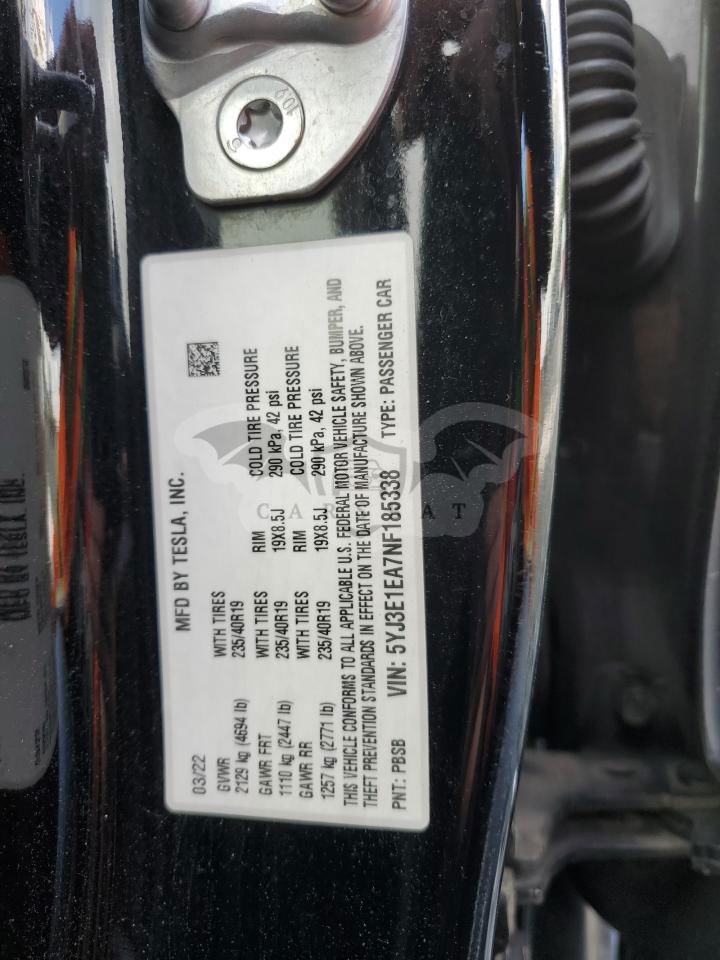 MFD BY TESLA, INC.
03/22
GVWR WITH TIRES
2129 kg (4694 lb) 235/40R19
GAWR FRT WITH TIRES RIM COLD TIRE PRESSURE
1110 kg (2447 lb) 235/40R19 19X8.5J 290 kPa, 42 psi
GAWR RR WITH TIRES RIM COLD TIRE PRESSURE
1257 kg (2771 lb) 235/40R19 19X8.5J 290 kPa, 42 psi
THIS VEHICLE CONFORMS TO ALL APPLICABLE U.S. FEDERAL MOTOR VEHICLE SAFETY, BUMPER, AND
THEFT PREVENTION STANDARDS IN EFFECT ON THE DATE OF MANUFACTURE SHOWN ABOVE.
PNT: PBSB VIN: 5YJ3E1EA7NF185338 TYPE: PASSENGER CAR
10.9